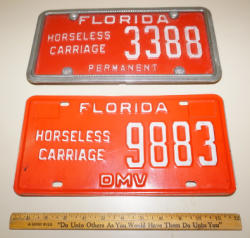 FLORIDA
HORSELESS
CARRIAGE
3388
PERMANENT
FLORIDA
HORSELESS
CARRIAGE
9883
DMV
"Do Unto Others As You Would Have Them Do Unto You"